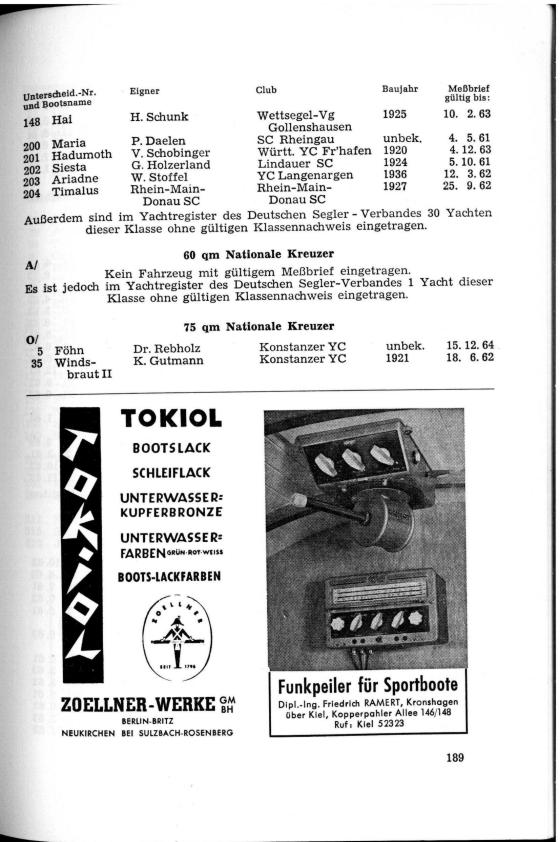 Unterscheid.-Nr. und Bootsname Eigner Club Baujahr Meßbrief gültig bis:
148 Hai H. Schunk Wettsegel-Vg Gollenshausen 1925 10. 2. 63
200 Maria P. Daelen SC Rheingau unbek. 4. 5. 61
201 Hadumoth V. Schobinger Württ. YC Fr'hafen 1920 4. 12. 63
202 Siesta G. Holzerland Lindauer SC 1924 5. 10. 61
203 Ariadne W. Stoffel YC Langenargen 1936 12. 3. 62
204 Timalus Rhein-Main-Donau SC Rhein-Main-Donau SC 1927 25. 9. 62
Außerdem sind im Yachtregister des Deutschen Segler-Verbandes 30 Yachten
dieser Klasse ohne gültigen Klassennachweis eingetragen.
60 qm Nationale Kreuzer
A/
Kein Fahrzeug mit gültigem Meßbrief eingetragen.
Es ist jedoch im Yachtregister des Deutschen Segler-Verbandes 1 Yacht dieser
Klasse ohne gültigen Klassennachweis eingetragen.
75 qm Nationale Kreuzer
O/
5 Föhn Dr. Rebholz Konstanzer YC unbek. 15. 12. 64
35 Winds-braut II K. Gutmann Konstanzer YC 1921 18. 6. 62
TOKIOL
TOKIOL
BOOTSLACK
SCHLEIFLACK
UNTERWASSER=
KUPFERBRONZE
UNTERWASSER=
FARBEN GRÜN-ROT-WEISS
BOOTS-LACKFARBEN
ZOELLNER
SEIT 1796
ZOELLNER-WERKE GMBH
BERLIN-BRITZ
NEUKIRCHEN BEI SULZBACH-ROSENBERG
Funkpeiler für Sportboote
Dipl.-Ing. Friedrich RAMERT, Kronshagen
über Kiel, Kopperpahler Allee 146/148
Ruf: Kiel 52323
189